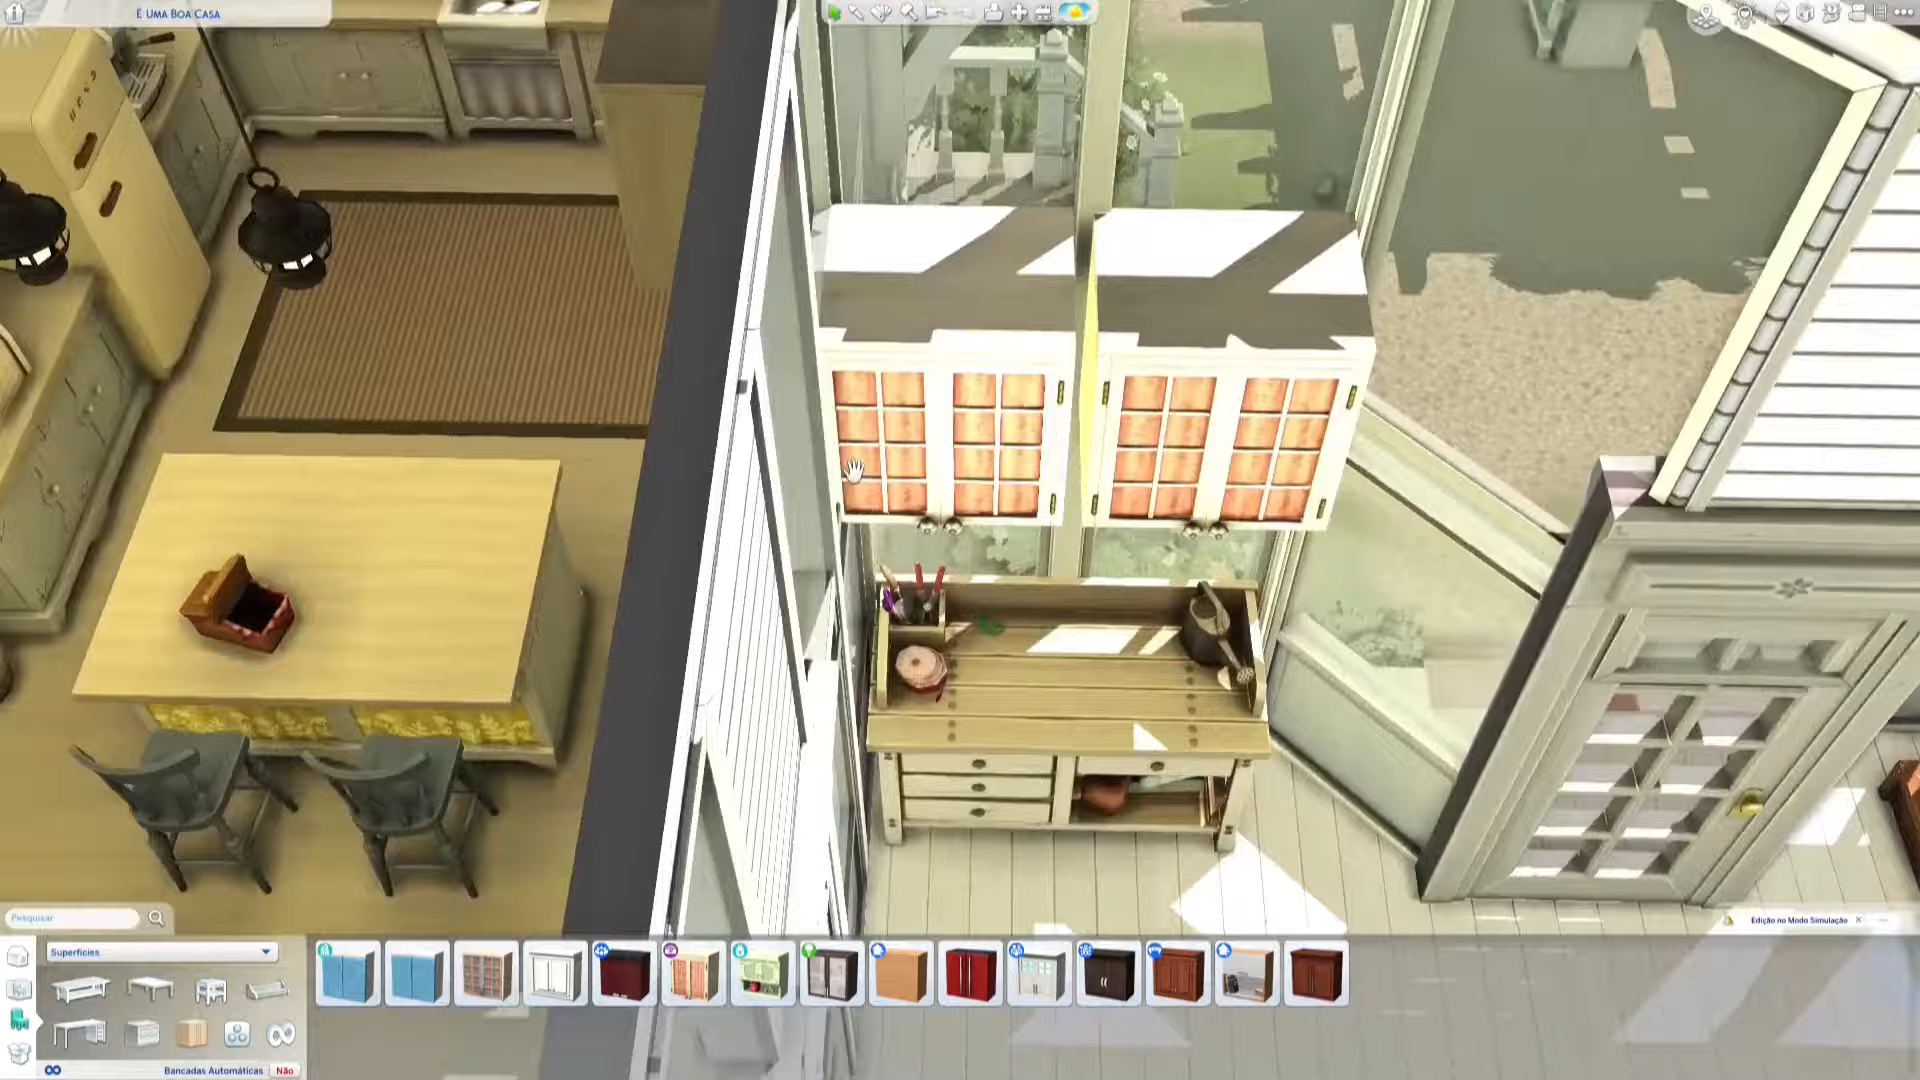 É UMA BOA CASA
Pesquisar
Edição no Modo Simulação
Superfícies
Bancadas Automáticas Não